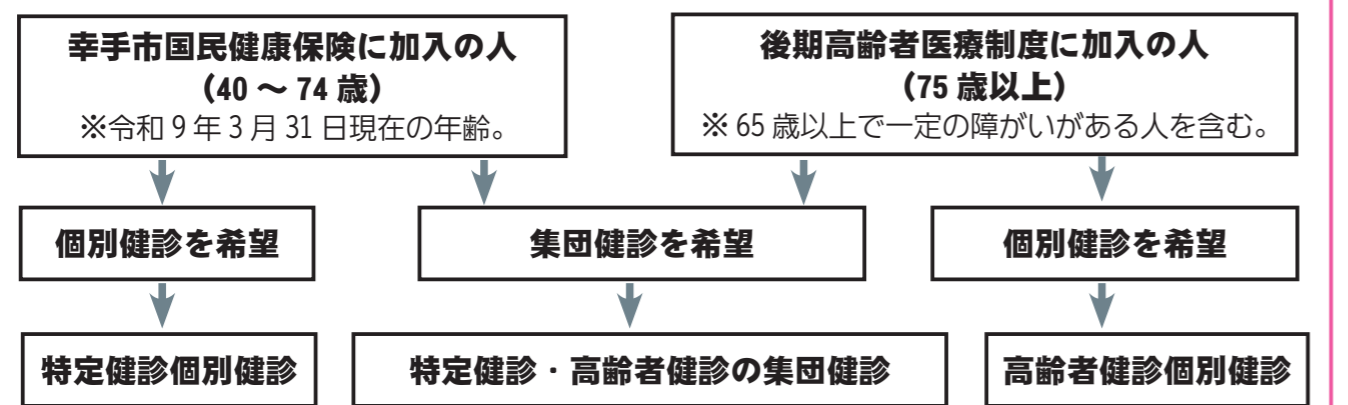 幸手市国民健康保険に加入の人
（40 ～ 74 歳）
※令和 9 年 3 月 31 日現在の年齢。
後期高齢者医療制度に加入の人
（75 歳以上）
※ 65 歳以上で一定の障がいがある人を含む。
個別健診を希望
集団健診を希望
個別健診を希望
特定健診個別健診
特定健診・高齢者健診の集団健診
高齢者健診個別健診